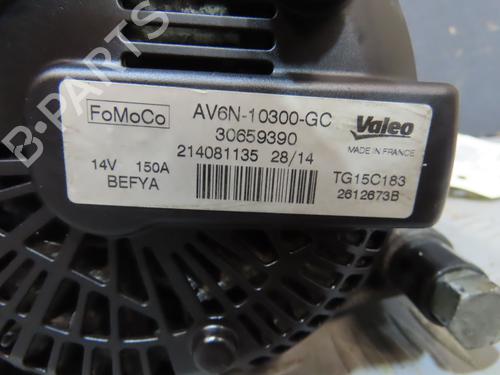 FoMoCo
AV6N-10300-GC
30659390
214081135 28/14
14V 150A
BEFYA
Valeo
MADE IN FRANCE
TG15C183
2612673B
B-PARTS